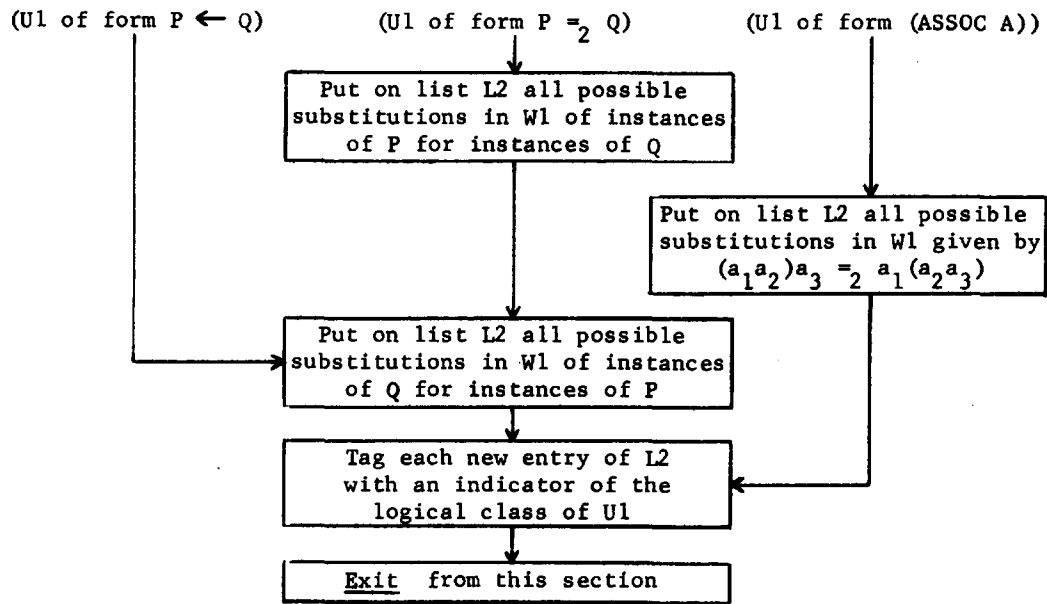 (U1 of form P ← Q)
(U1 of form P =₂ Q)
(U1 of form (ASSOC A))
Put on list L2 all possible
substitutions in W1 of instances
of P for instances of Q
Put on list L2 all possible
substitutions in W1 given by
(a₁a₂)a₃ =₂ a₁(a₂a₃)
Put on list L2 all possible
substitutions in W1 of instances
of Q for instances of P
Tag each new entry of L2
with an indicator of the
logical class of U1
Exit from this section